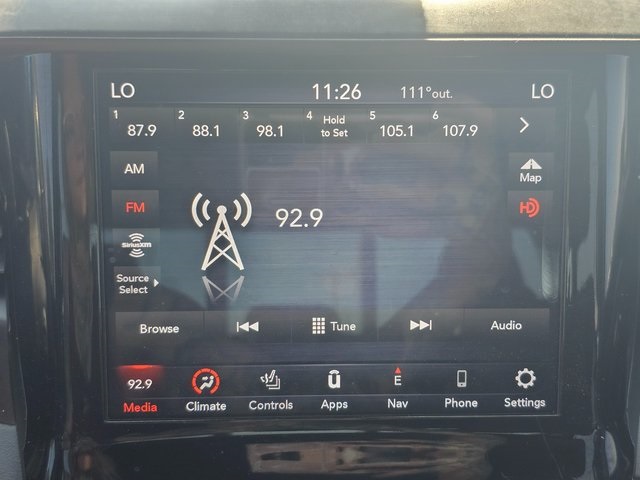 LO 11:26 111°out. LO
1 87.9 2 88.1 3 98.1 4 Hold to Set 5 105.1 6 107.9
AM
Map
FM
HD
92.9
SiriusXM
Source Select
Browse Tune Audio
92.9 E
Media Climate Controls Apps Nav Phone Settings